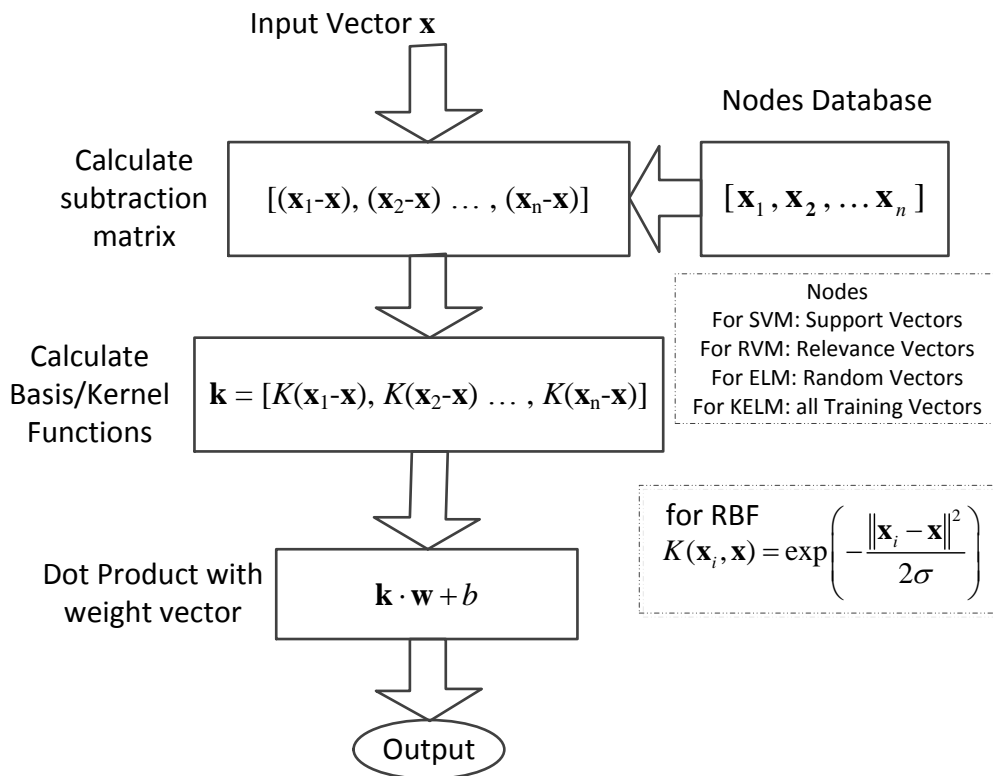 Input Vector x
Nodes Database
Calculate
subtraction
matrix
[(x₁-x), (x₂-x) … , (xₙ-x)]
[x₁ , x₂ , … xₙ ]
Nodes
For SVM: Support Vectors
For RVM: Relevance Vectors
For ELM: Random Vectors
For KELM: all Training Vectors
Calculate
Basis/Kernel
Functions
k = [K(x₁-x), K(x₂-x) … , K(xₙ-x)]
for RBF
K(xᵢ, x) = exp(-‖xᵢ - x‖² / 2σ)
Dot Product with
weight vector
k · w + b
Output